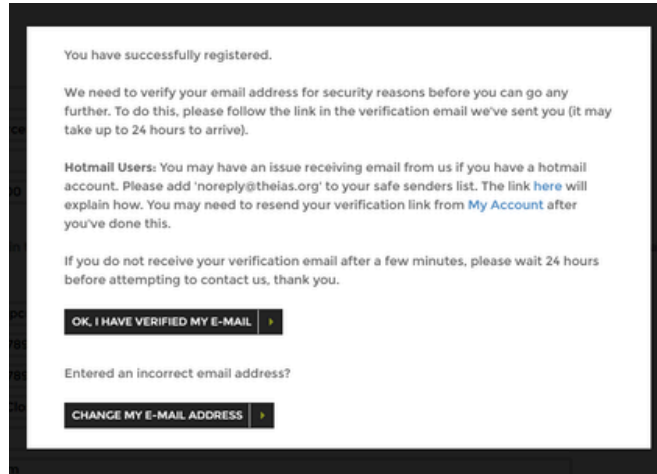 You have successfully registered.
We need to verify your email address for security reasons before you can go any
further. To do this, please follow the link in the verification email we've sent you (it may
take up to 24 hours to arrive).
Hotmail Users: You may have an issue receiving email from us if you have a hotmail
account. Please add 'noreply@theias.org' to your safe senders list. The link here will
explain how. You may need to resend your verification link from My Account after
you've done this.
If you do not receive your verification email after a few minutes, please wait 24 hours
before attempting to contact us, thank you.
OK, I HAVE VERIFIED MY E-MAIL
Entered an incorrect email address?
CHANGE MY E-MAIL ADDRESS